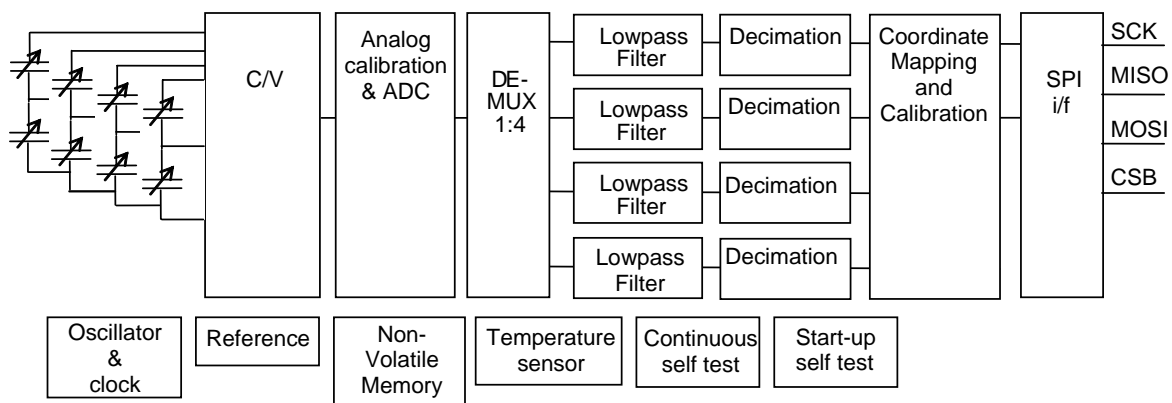 C/V
Analog
calibration
& ADC
DE-
MUX
1:4
Lowpass
Filter
Decimation
Lowpass
Filter
Decimation
Lowpass
Filter
Decimation
Lowpass
Filter
Decimation
Coordinate
Mapping
and
Calibration
SPI
i/f
SCK
MISO
MOSI
CSB
Oscillator
&
clock
Reference
Non-
Volatile
Memory
Temperature
sensor
Continuous
self test
Start-up
self test